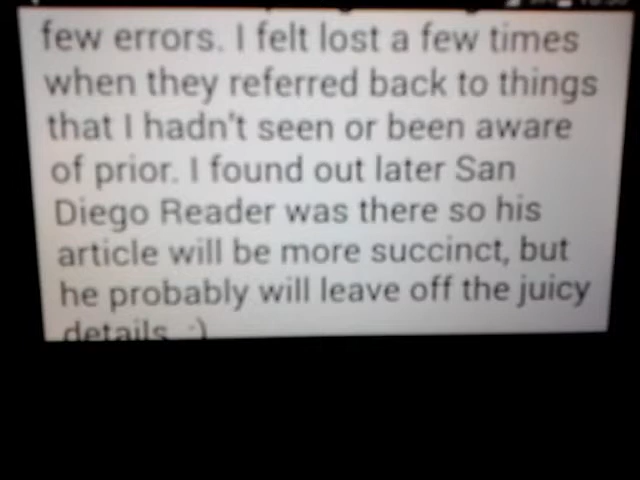 few errors. I felt lost a few times
when they referred back to things
that I hadn't seen or been aware
of prior. I found out later San
Diego Reader was there so his
article will be more succinct, but
he probably will leave off the juicy
details. :)